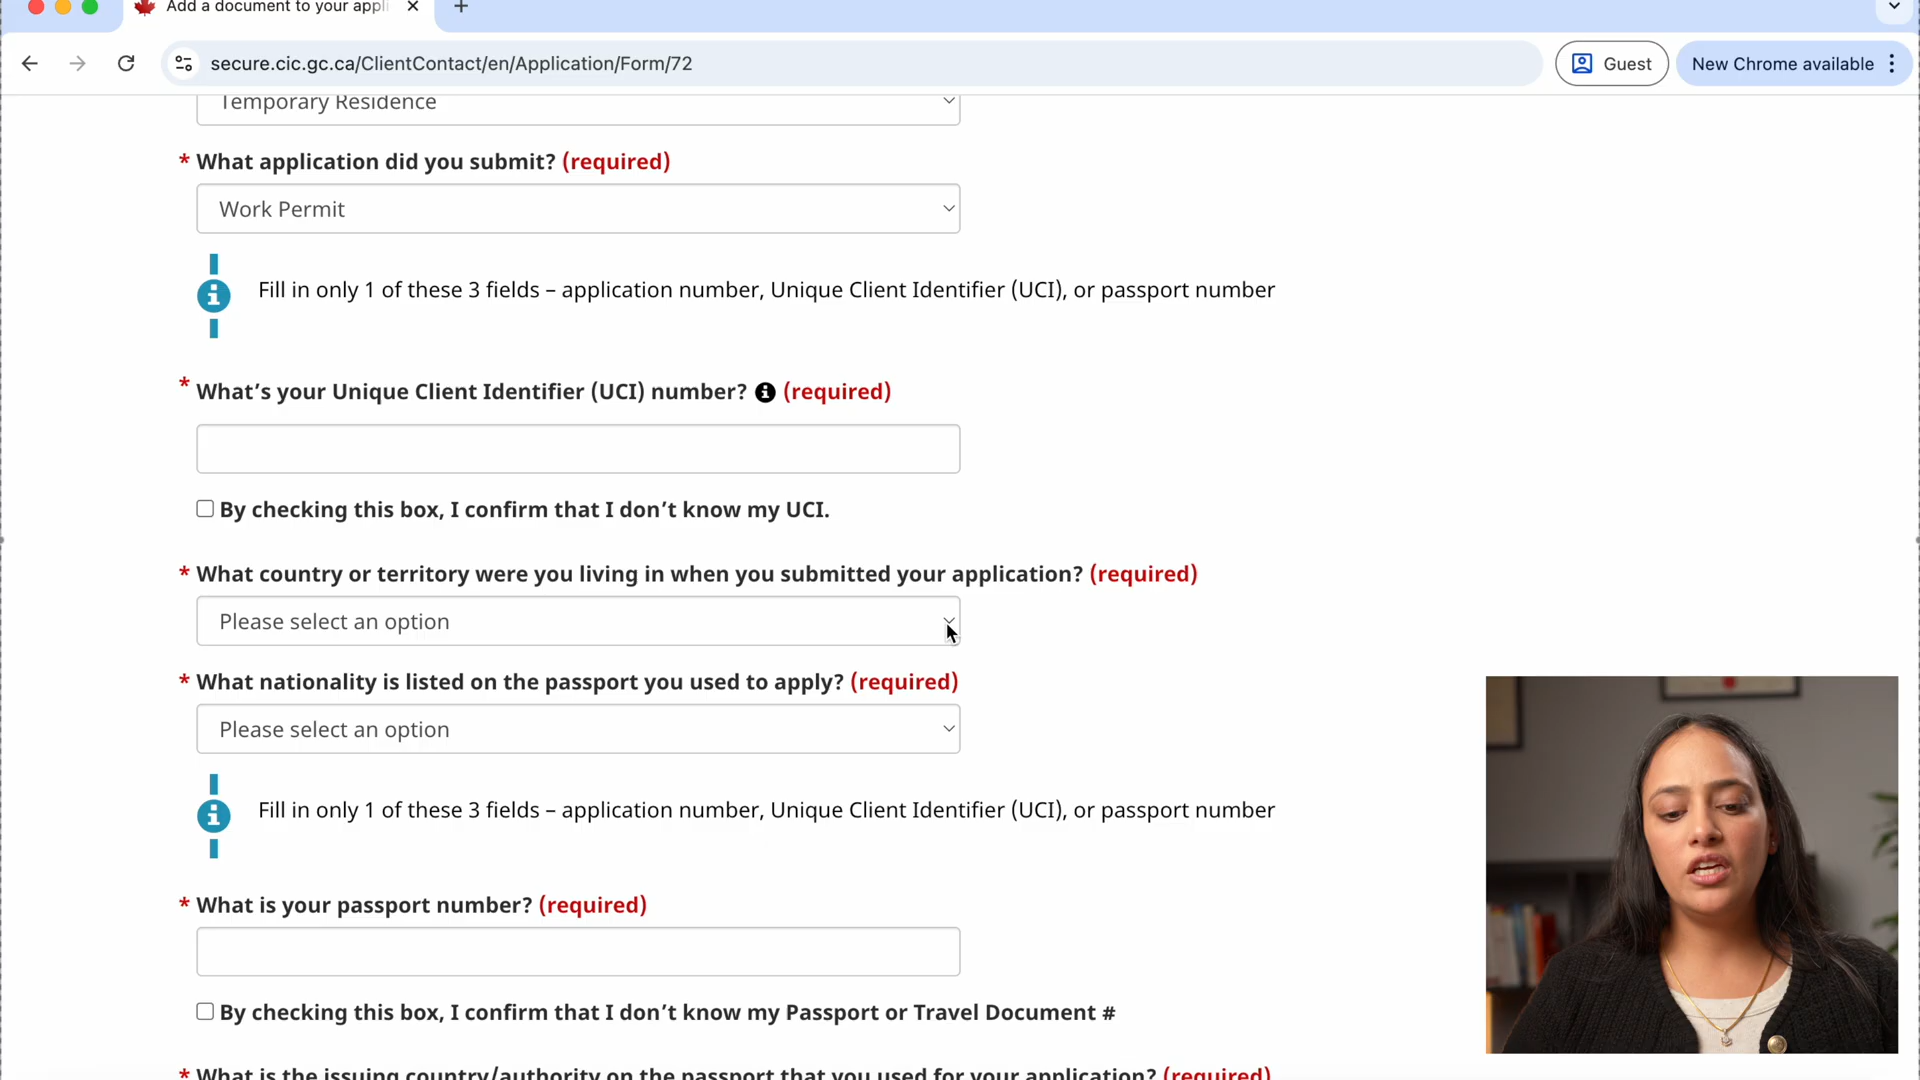 Add a document to your appli
secure.cic.gc.ca/ClientContact/en/Application/Form/72
Guest
New Chrome available
Temporary Residence
* What application did you submit? (required)
Work Permit
Fill in only 1 of these 3 fields – application number, Unique Client Identifier (UCI), or passport number
* What’s your Unique Client Identifier (UCI) number? (required)
By checking this box, I confirm that I don’t know my UCI.
* What country or territory were you living in when you submitted your application? (required)
Please select an option
* What nationality is listed on the passport you used to apply? (required)
Please select an option
Fill in only 1 of these 3 fields – application number, Unique Client Identifier (UCI), or passport number
* What is your passport number? (required)
By checking this box, I confirm that I don’t know my Passport or Travel Document #
* What is the issuing country/authority on the passport that you used for your application? (required)